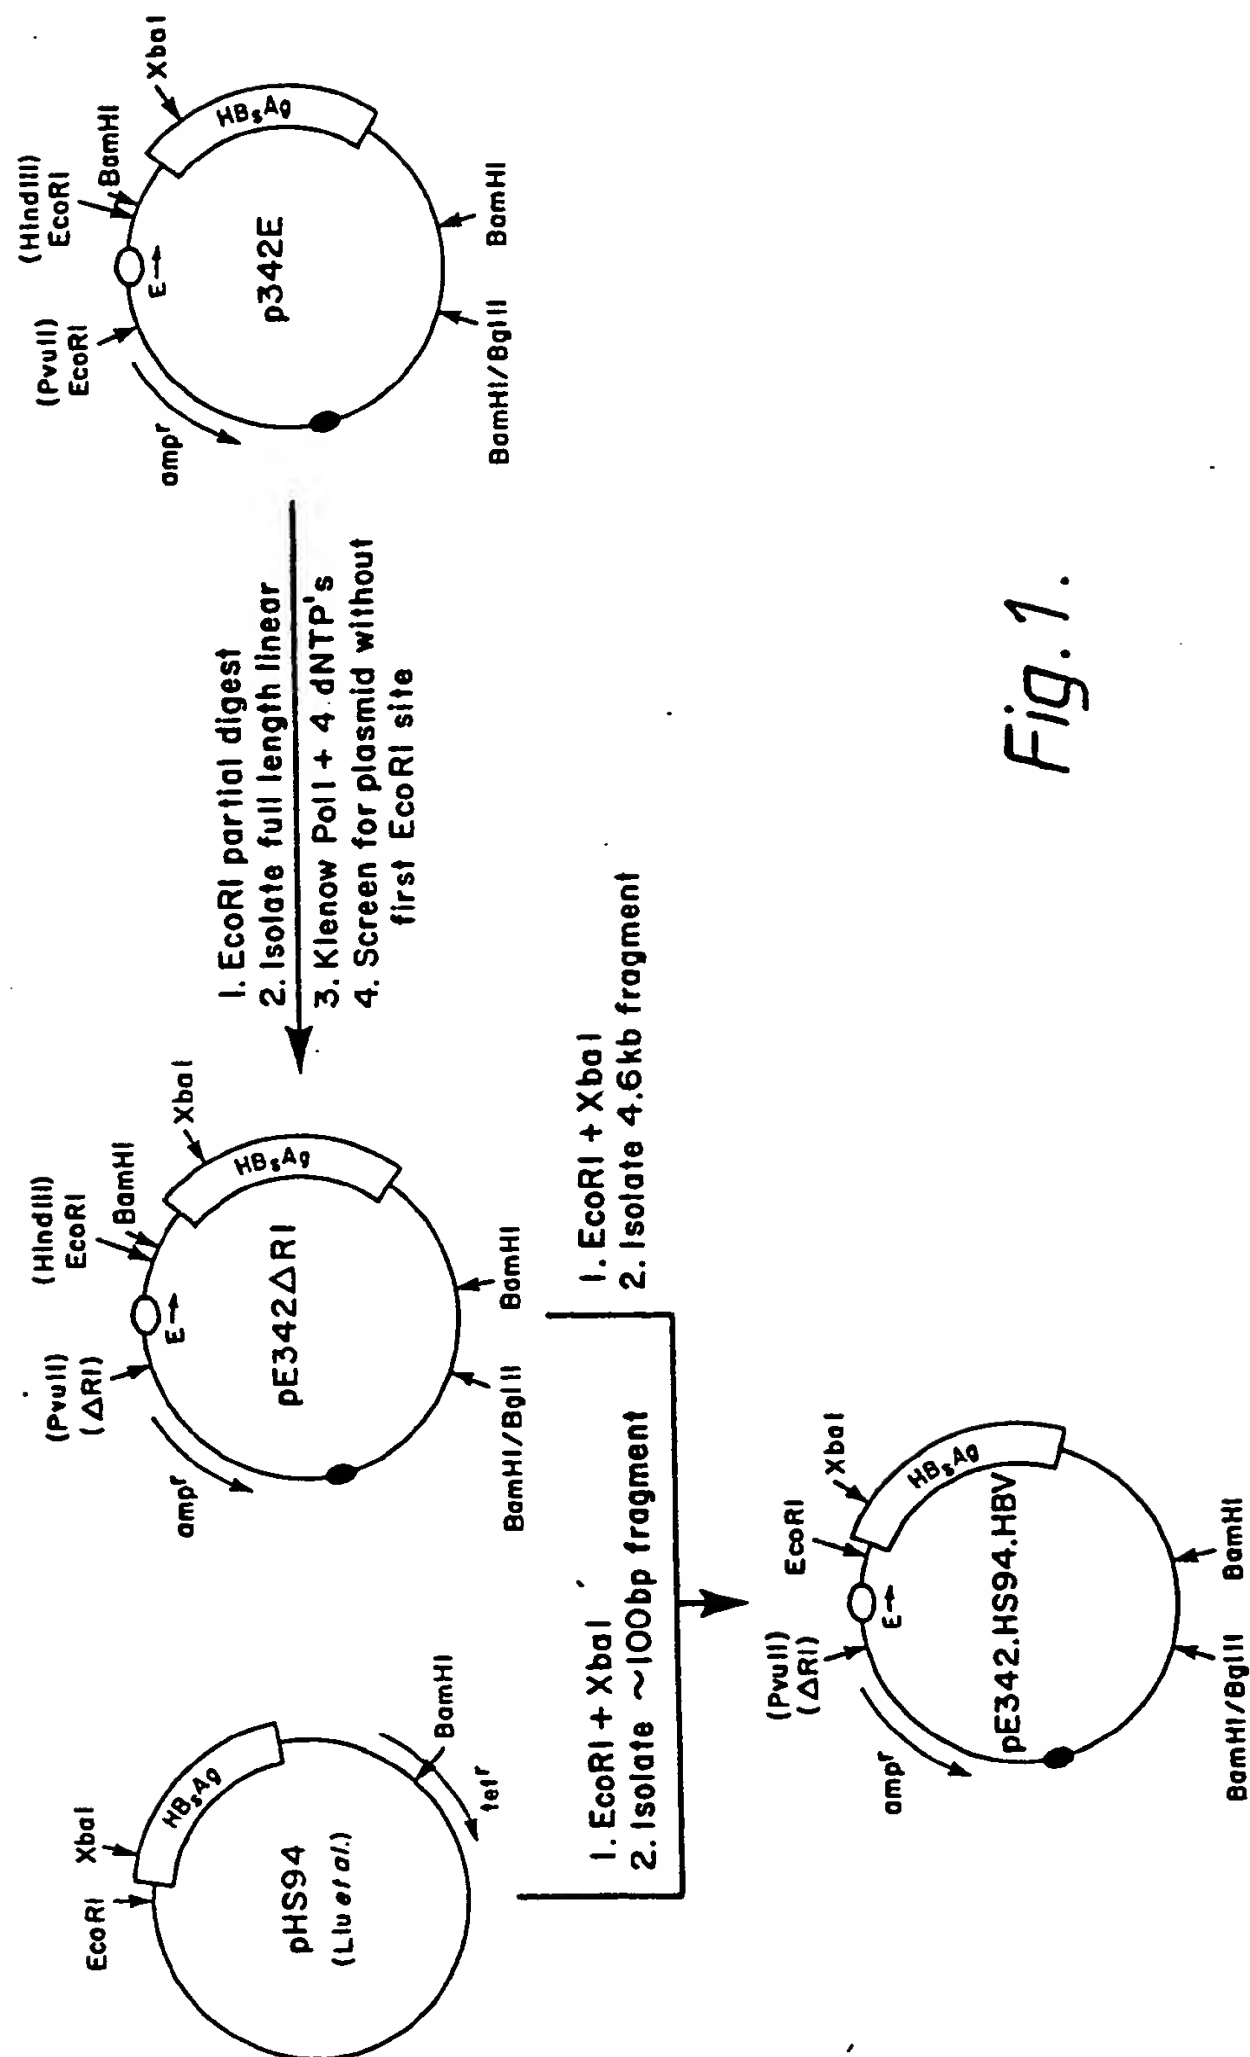 EcoRI
XbaI
HBsAg
pHS94
(Liu et al.)
BamHI
tetr
(PvuII)
(ΔRI)
(HindIII)
EcoRI
BamHI
XbaI
E→
HBsAg
ampr
pE342ΔRI
BamHI/BglII
BamHI
1. EcoRI partial digest
2. Isolate full length linear
3. Klenow PolI + 4 dNTP's
4. Screen for plasmid without
first EcoRI site
(PvuII)
EcoRI
(HindIII)
EcoRI
BamHI
XbaI
E→
HBsAg
ampr
p342E
BamHI/BglII
BamHI
1. EcoRI + XbaI
2. Isolate ~100bp fragment
1. EcoRI + XbaI
2. Isolate 4.6kb fragment
(PvuII)
(ΔRI)
EcoRI
XbaI
E→
HBsAg
ampr
pE342.HS94.HBV
BamHI/BglII
BamHI
Fig. 1.